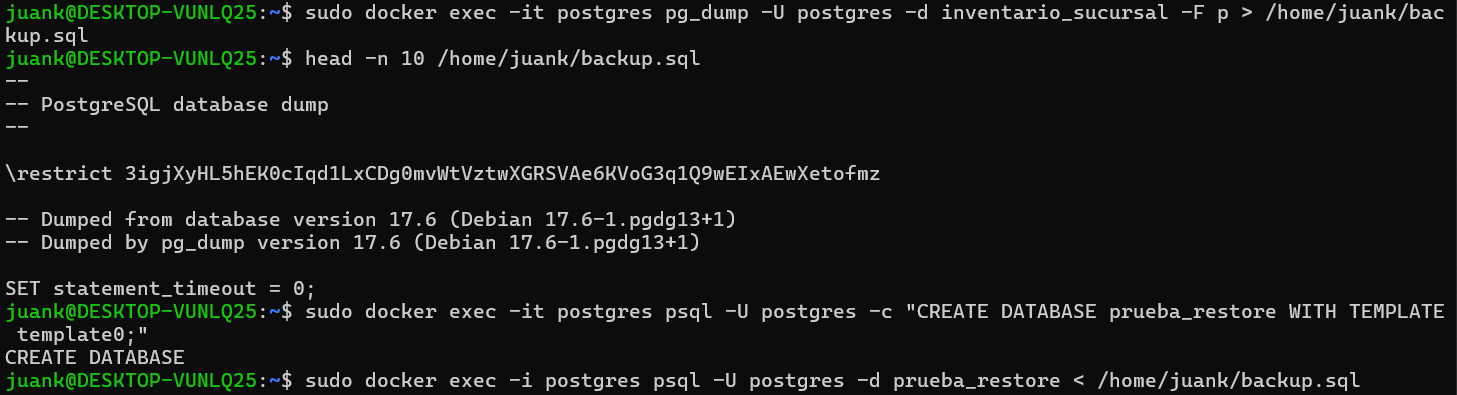 juank@DESKTOP-VUNLQ25:~$ sudo docker exec -it postgres pg_dump -U postgres -d inventario_sucursal -F p > /home/juank/bac
kup.sql
juank@DESKTOP-VUNLQ25:~$ head -n 10 /home/juank/backup.sql
--
-- PostgreSQL database dump
--
\restrict 3igjXyHL5hEK0cIqd1LxCDg0mvWtVztwXGRSVAe6KVoG3q1Q9wEIxAEwXetofmz
-- Dumped from database version 17.6 (Debian 17.6-1.pgdg13+1)
-- Dumped by pg_dump version 17.6 (Debian 17.6-1.pgdg13+1)
SET statement_timeout = 0;
juank@DESKTOP-VUNLQ25:~$ sudo docker exec -it postgres psql -U postgres -c "CREATE DATABASE prueba_restore WITH TEMPLATE
 template0;"
CREATE DATABASE
juank@DESKTOP-VUNLQ25:~$ sudo docker exec -i postgres psql -U postgres -d prueba_restore < /home/juank/backup.sql